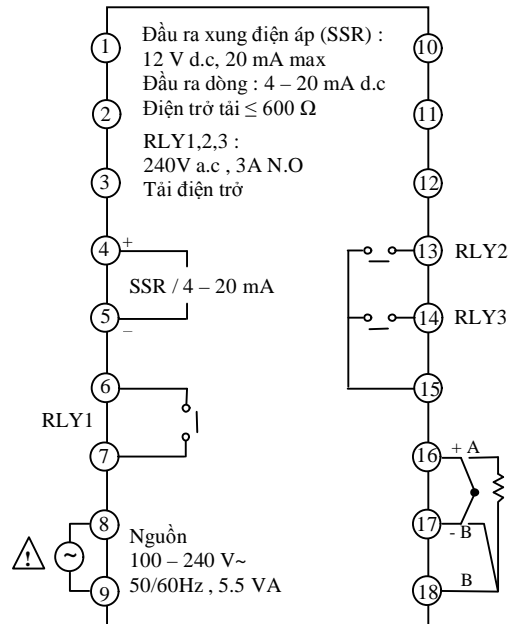 1
Đầu ra xung điện áp (SSR) :
12 V d.c, 20 mA max
Đầu ra dòng : 4 – 20 mA d.c
Điện trở tải ≤ 600 Ω
RLY1,2,3 :
240V a.c , 3A N.O
Tải điện trở
2
3
4
+
SSR / 4 – 20 mA
5
–
6
RLY1
7
8
Nguồn
100 – 240 V~
50/60Hz , 5.5 VA
!
~
9
10
11
12
13 RLY2
14 RLY3
15
16
+ A
17
- B
18
B